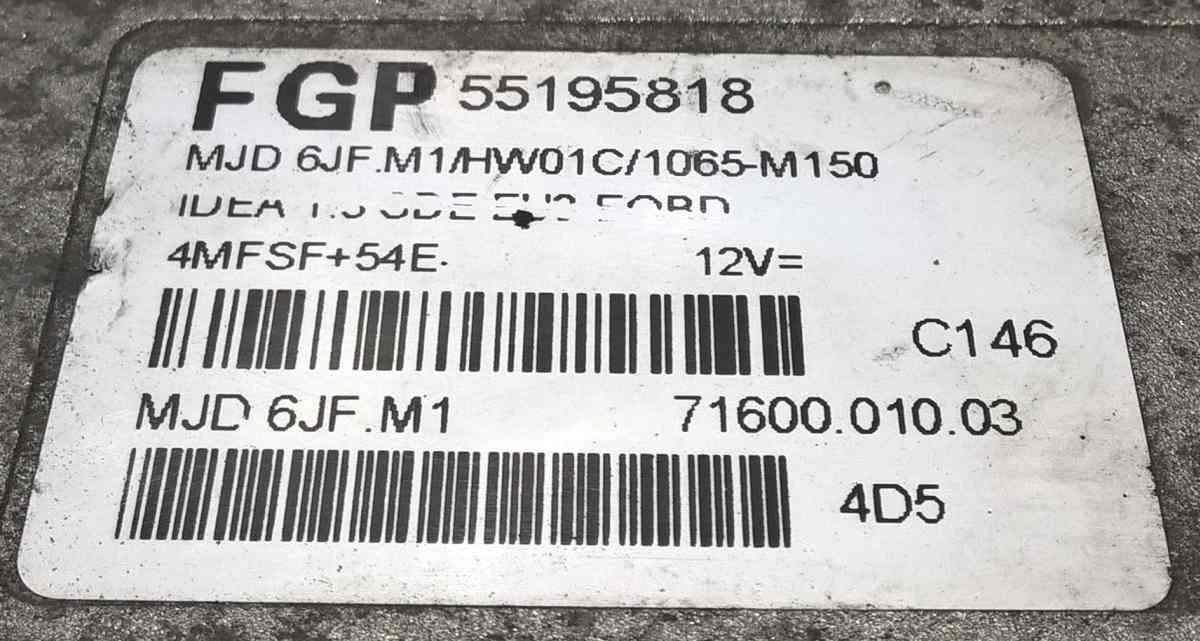 FGP 55195818
MJD 6JF.M1/HW01C/1065-M150
IDEA
4MFSF+54E. 12V=
C146
MJD 6JF.M1 71600.010.03
4D5